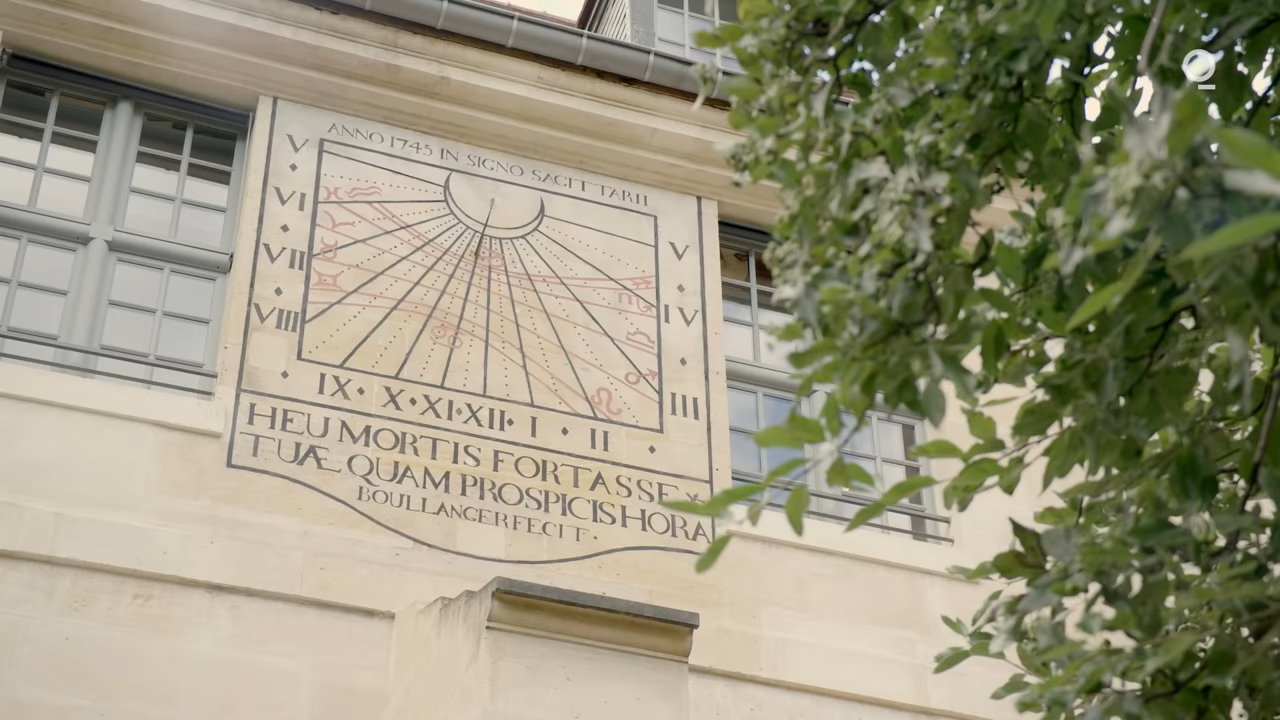 ANNO 1745 IN SIGNO SAGITTARII
V
VI
VII
VIII
IX • X • XI • XII • I • II
III
IV
V
HEU MORTIS FORTASSE
TUÆ QUAM PROSPICIS HORA
BOULLANGER FECIT •